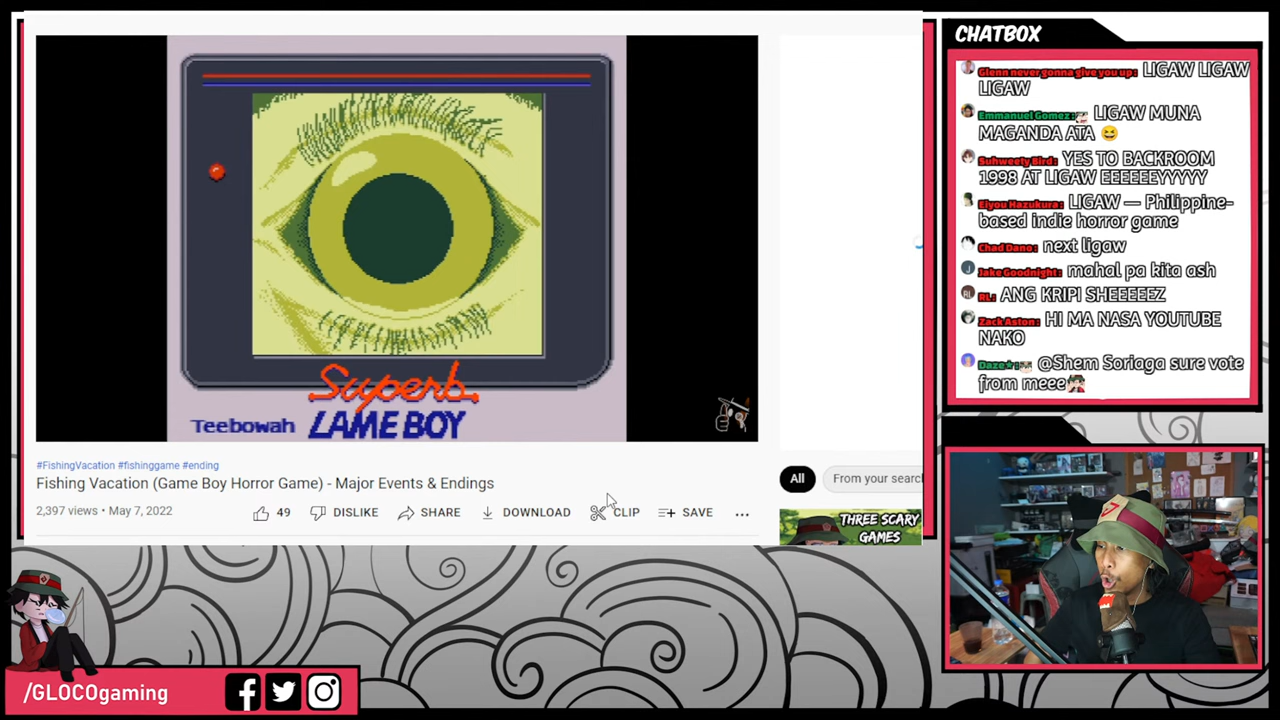 Superb
Teebowah LAME BOY
#FishingVacation #fishinggame #ending
Fishing Vacation (Game Boy Horror Game) - Major Events & Endings
2,397 views • May 7, 2022
49 DISLIKE SHARE DOWNLOAD CLIP SAVE ...
All From your searc
THREE SCARY
GAMES
CHATBOX
Glenn never gonna give you up: LIGAW LIGAW
LIGAW
Emmanuel Gomez: LIGAW MUNA
MAGANDA ATA 😆
Suhweety Bird: YES TO BACKROOM
1998 AT LIGAW EEEEEEYYYYY
Eiyou Hazukura: LIGAW — Philippine-
based indie horror game
Chad Dano: next ligaw
Jake Goodnight: mahal pa kita ash
RL: ANG KRIPI SHEEEEEZ
Zack Aston: HI MA NASA YOUTUBE
NAKO
Daze★: @Shem Soriaga sure vote
from meee
/GLOCOgaming